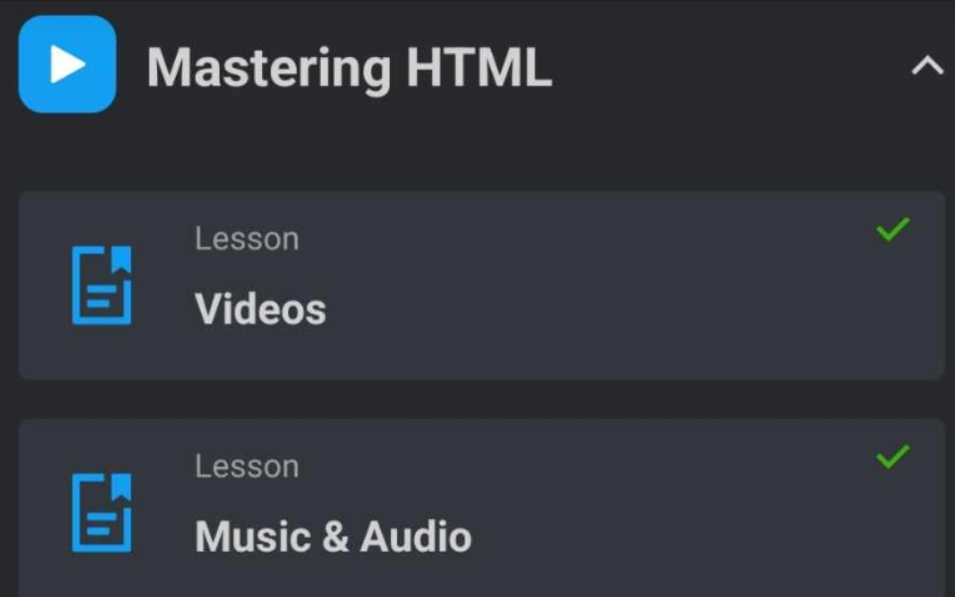 Mastering HTML
Lesson
Videos
Lesson
Music & Audio